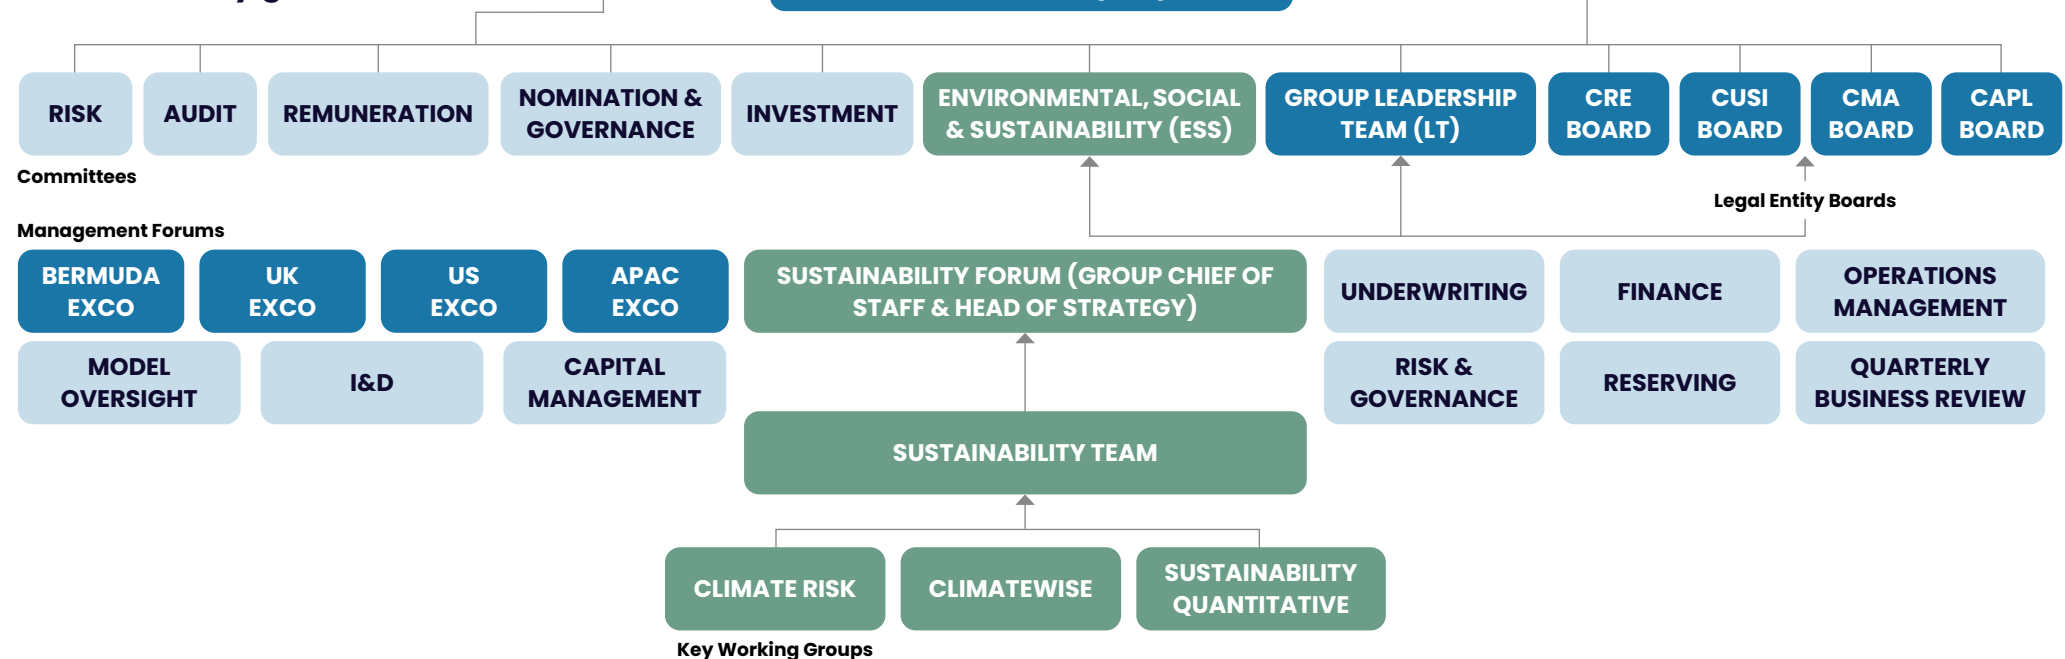 RISK
AUDIT
REMUNERATION
NOMINATION &
GOVERNANCE
INVESTMENT
ENVIRONMENTAL, SOCIAL
& SUSTAINABILITY (ESS)
GROUP LEADERSHIP
TEAM (LT)
CRE
BOARD
CUSI
BOARD
CMA
BOARD
CAPL
BOARD
Committees
Legal Entity Boards
Management Forums
BERMUDA
EXCO
UK
EXCO
US
EXCO
APAC
EXCO
SUSTAINABILITY FORUM (GROUP CHIEF OF
STAFF & HEAD OF STRATEGY)
UNDERWRITING
FINANCE
OPERATIONS
MANAGEMENT
MODEL
OVERSIGHT
I&D
CAPITAL
MANAGEMENT
RISK &
GOVERNANCE
RESERVING
QUARTERLY
BUSINESS REVIEW
SUSTAINABILITY TEAM
CLIMATE RISK
CLIMATEWISE
SUSTAINABILITY
QUANTITATIVE
Key Working Groups